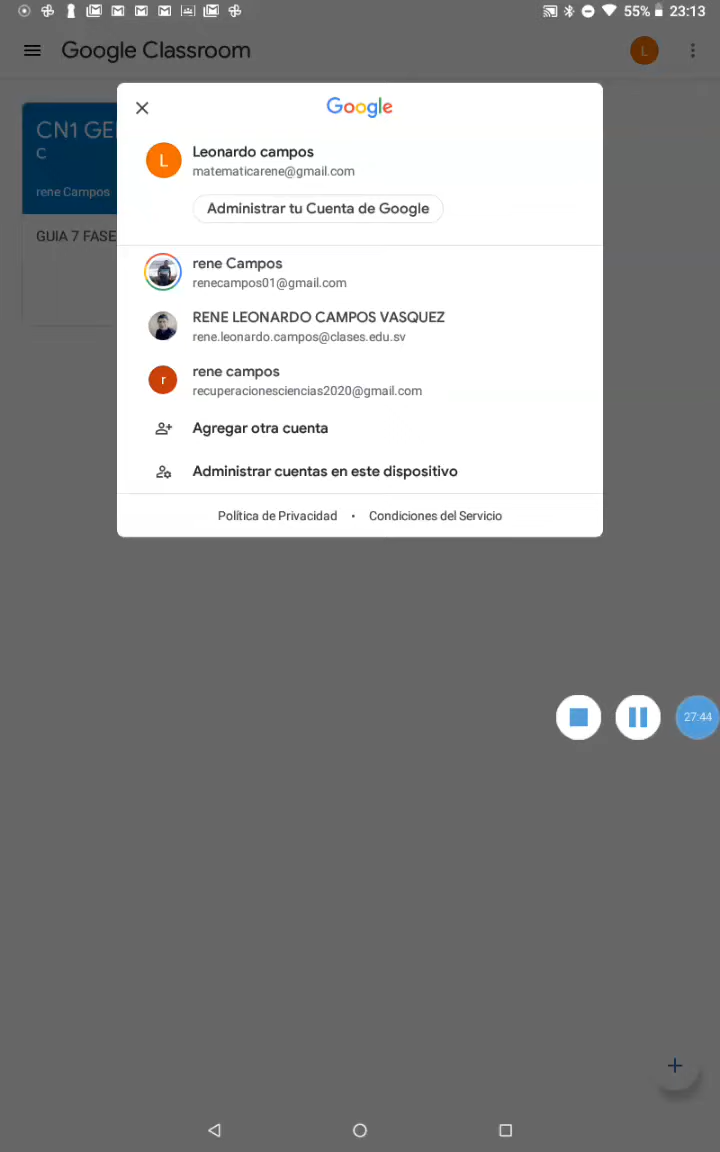 55% 23:13
Google Classroom
L
Google
Leonardo campos
L
matematicarene@gmail.com
Administrar tu Cuenta de Google
CN1 GE
C
rene Campos
GUIA 7 FASE
rene Campos
renecampos01@gmail.com
RENE LEONARDO CAMPOS VASQUEZ
rene.leonardo.campos@clases.edu.sv
rene campos
r
recuperacionesciencias2020@gmail.com
Agregar otra cuenta
Administrar cuentas en este dispositivo
Política de Privacidad • Condiciones del Servicio
27:44